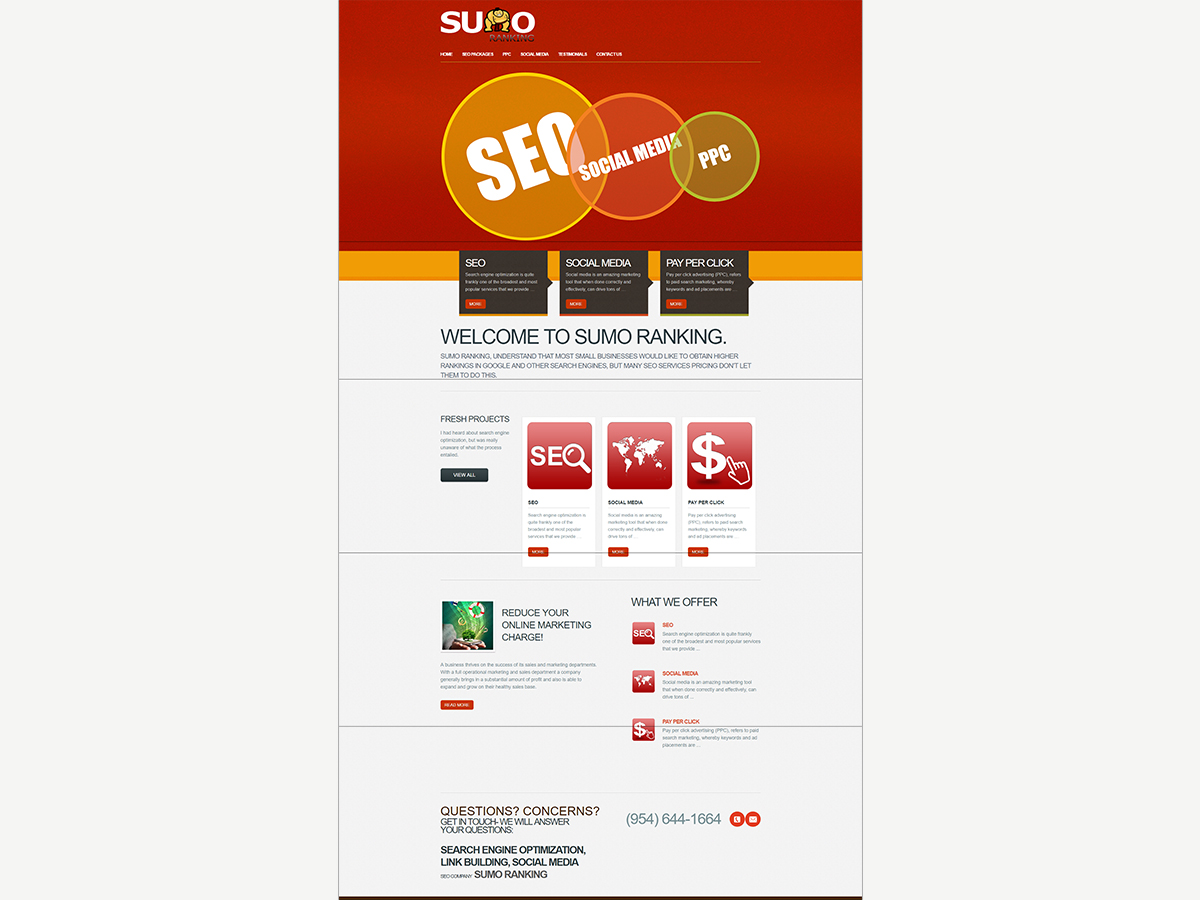 SUMO
RANKING
HOME SEO PACKAGES PPC SOCIAL MEDIA TESTIMONIALS CONTACT US
SEO
SOCIAL MEDIA
PPC
SEO
Search engine optimization is quite
frankly one of the broadest and most
popular services that we provide ...
MORE
SOCIAL MEDIA
Social media is an amazing marketing
tool that when done correctly and
effectively, can drive tons of ...
MORE
PAY PER CLICK
Pay per click advertising (PPC), refers
to paid search marketing, whereby
keywords and ad placements are ...
MORE
WELCOME TO SUMO RANKING.
SUMO RANKING, UNDERSTAND THAT MOST SMALL BUSINESSES WOULD LIKE TO OBTAIN HIGHER
RANKINGS IN GOOGLE AND OTHER SEARCH ENGINES, BUT MANY SEO SERVICES PRICING DON'T LET
THEM TO DO THIS.
FRESH PROJECTS
I had heard about search engine
optimization, but was really
unaware of what the process
entailed.
VIEW ALL
SEO
SEO
Search engine optimization is
quite frankly one of the
broadest and most popular
services that we provide ...
MORE
SOCIAL MEDIA
Social media is an amazing
marketing tool that when done
correctly and effectively, can
drive tons of ...
MORE
$
PAY PER CLICK
Pay per click advertising
(PPC), refers to paid search
marketing, whereby keywords
and ad placements are ...
MORE
REDUCE YOUR
ONLINE MARKETING
CHARGE!
A business thrives on the success of its sales and marketing departments.
With a full operational marketing and sales department a company
generally brings in a substantial amount of profit and also is able to
expand and grow on their healthy sales base.
READ MORE
WHAT WE OFFER
SEO
SEO
Search engine optimization is quite frankly
one of the broadest and most popular services
that we provide ...
SOCIAL MEDIA
Social media is an amazing marketing tool
that when done correctly and effectively, can
drive tons of ...
$
PAY PER CLICK
Pay per click advertising (PPC), refers to paid
search marketing, whereby keywords and ad
placements are ...
QUESTIONS? CONCERNS?
GET IN TOUCH- WE WILL ANSWER
YOUR QUESTIONS:
(954) 644-1664
SEARCH ENGINE OPTIMIZATION,
LINK BUILDING, SOCIAL MEDIA
SEO COMPANY SUMO RANKING